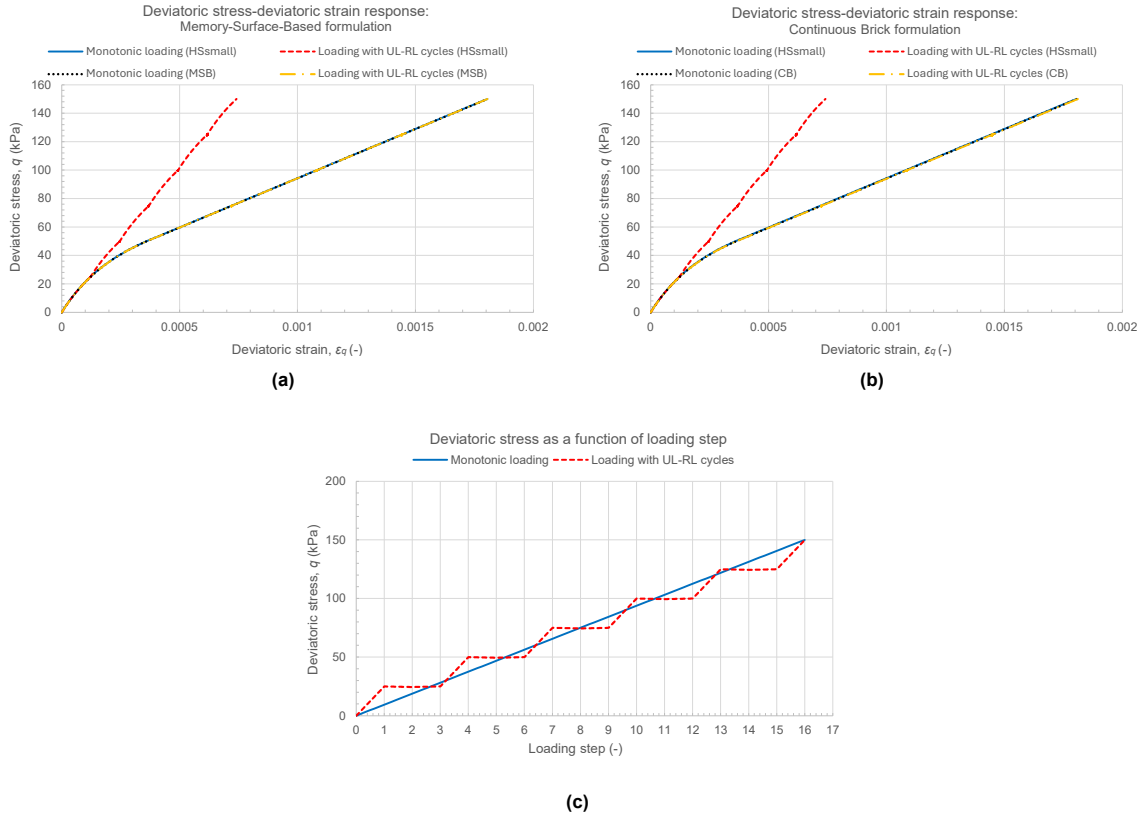 Deviatoric stress-deviatoric strain response:
Memory-Surface-Based formulation
Monotonic loading (HSsmall)
Loading with UL-RL cycles (HSsmall)
Monotonic loading (MSB)
Loading with UL-RL cycles (MSB)
160
140
120
100
80
60
40
20
0
Deviatoric stress, q (kPa)
0 0.0005 0.001 0.0015 0.002
Deviatoric strain, εq (-)
(a)
Deviatoric stress-deviatoric strain response:
Continuous Brick formulation
Monotonic loading (HSsmall)
Loading with UL-RL cycles (HSsmall)
Monotonic loading (CB)
Loading with UL-RL cycles (CB)
160
140
120
100
80
60
40
20
0
Deviatoric stress, q (kPa)
0 0.0005 0.001 0.0015 0.002
Deviatoric strain, εq (-)
(b)
Deviatoric stress as a function of loading step
Monotonic loading
Loading with UL-RL cycles
200
150
100
50
0
Deviatoric stress, q (kPa)
0 1 2 3 4 5 6 7 8 9 10 11 12 13 14 15 16 17
Loading step (-)
(c)